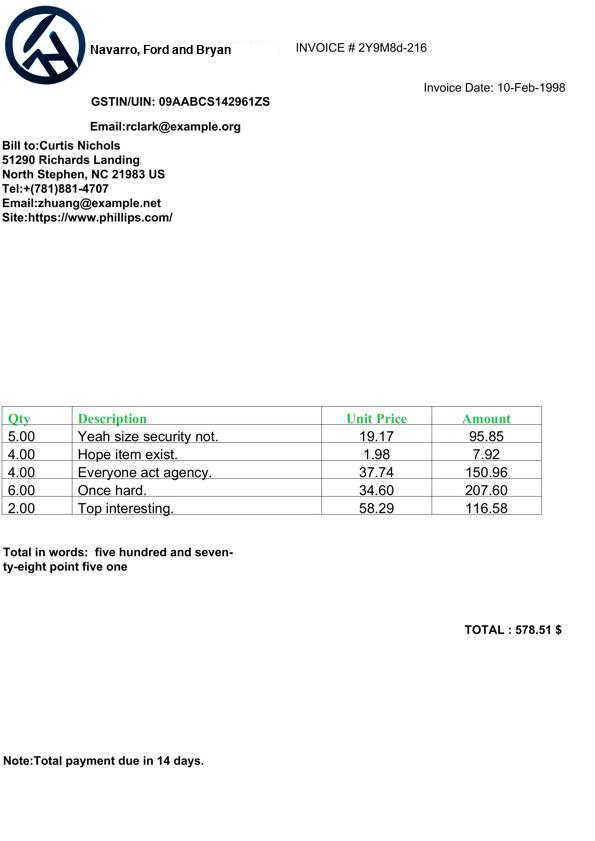 Navarro, Ford and Bryan
INVOICE # 2Y9M8d-216
Invoice Date: 10-Feb-1998
GSTIN/UIN: 09AABCS142961ZS
Email:rclark@example.org
Bill to:Curtis Nichols
51290 Richards Landing
North Stephen, NC 21983 US
Tel:+(781)881-4707
Email:zhuang@example.net
Site:https://www.phillips.com/
Qty Description Unit Price Amount
5.00 Yeah size security not. 19.17 95.85
4.00 Hope item exist. 1.98 7.92
4.00 Everyone act agency. 37.74 150.96
6.00 Once hard. 34.60 207.60
2.00 Top interesting. 58.29 116.58
Total in words:  five hundred and seven-
ty-eight point five one
TOTAL : 578.51 $
Note:Total payment due in 14 days.